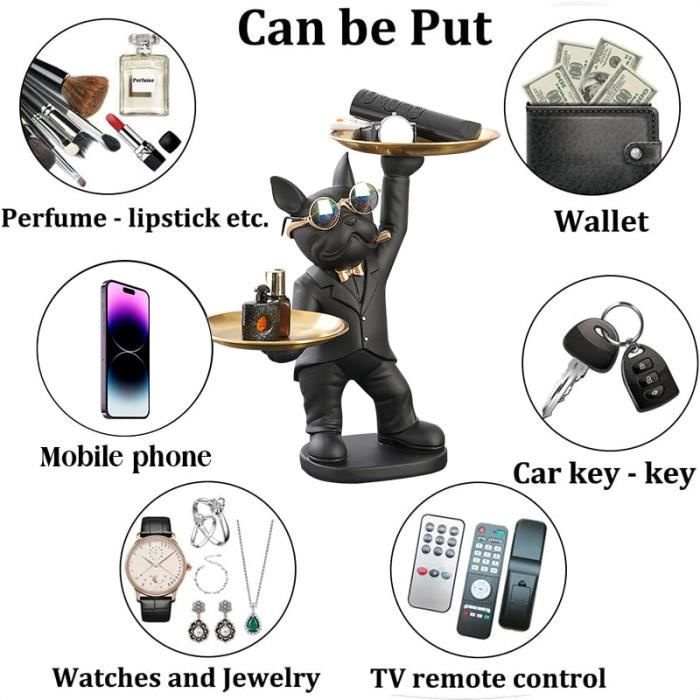 Can be Put
Perfume
Perfume - lipstick etc.
Wallet
Mobile phone
Car key - key
Watches and Jewelry
TV remote control